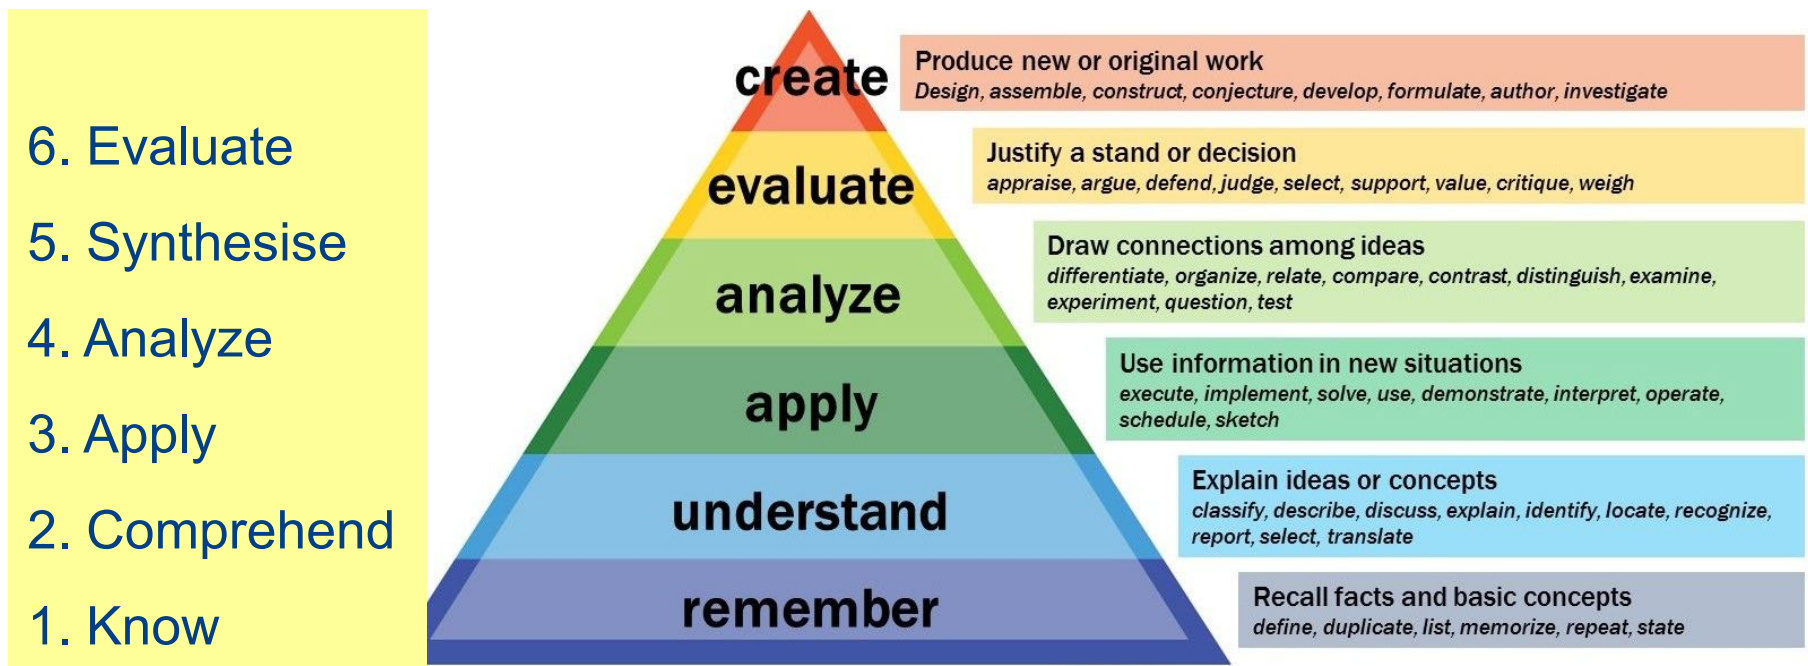 6. Evaluate
5. Synthesise
4. Analyze
3. Apply
2. Comprehend
1. Know
create
Produce new or original work
Design, assemble, construct, conjecture, develop, formulate, author, investigate
evaluate
Justify a stand or decision
appraise, argue, defend, judge, select, support, value, critique, weigh
analyze
Draw connections among ideas
differentiate, organize, relate, compare, contrast, distinguish, examine,
experiment, question, test
apply
Use information in new situations
execute, implement, solve, use, demonstrate, interpret, operate,
schedule, sketch
understand
Explain ideas or concepts
classify, describe, discuss, explain, identify, locate, recognize,
report, select, translate
remember
Recall facts and basic concepts
define, duplicate, list, memorize, repeat, state